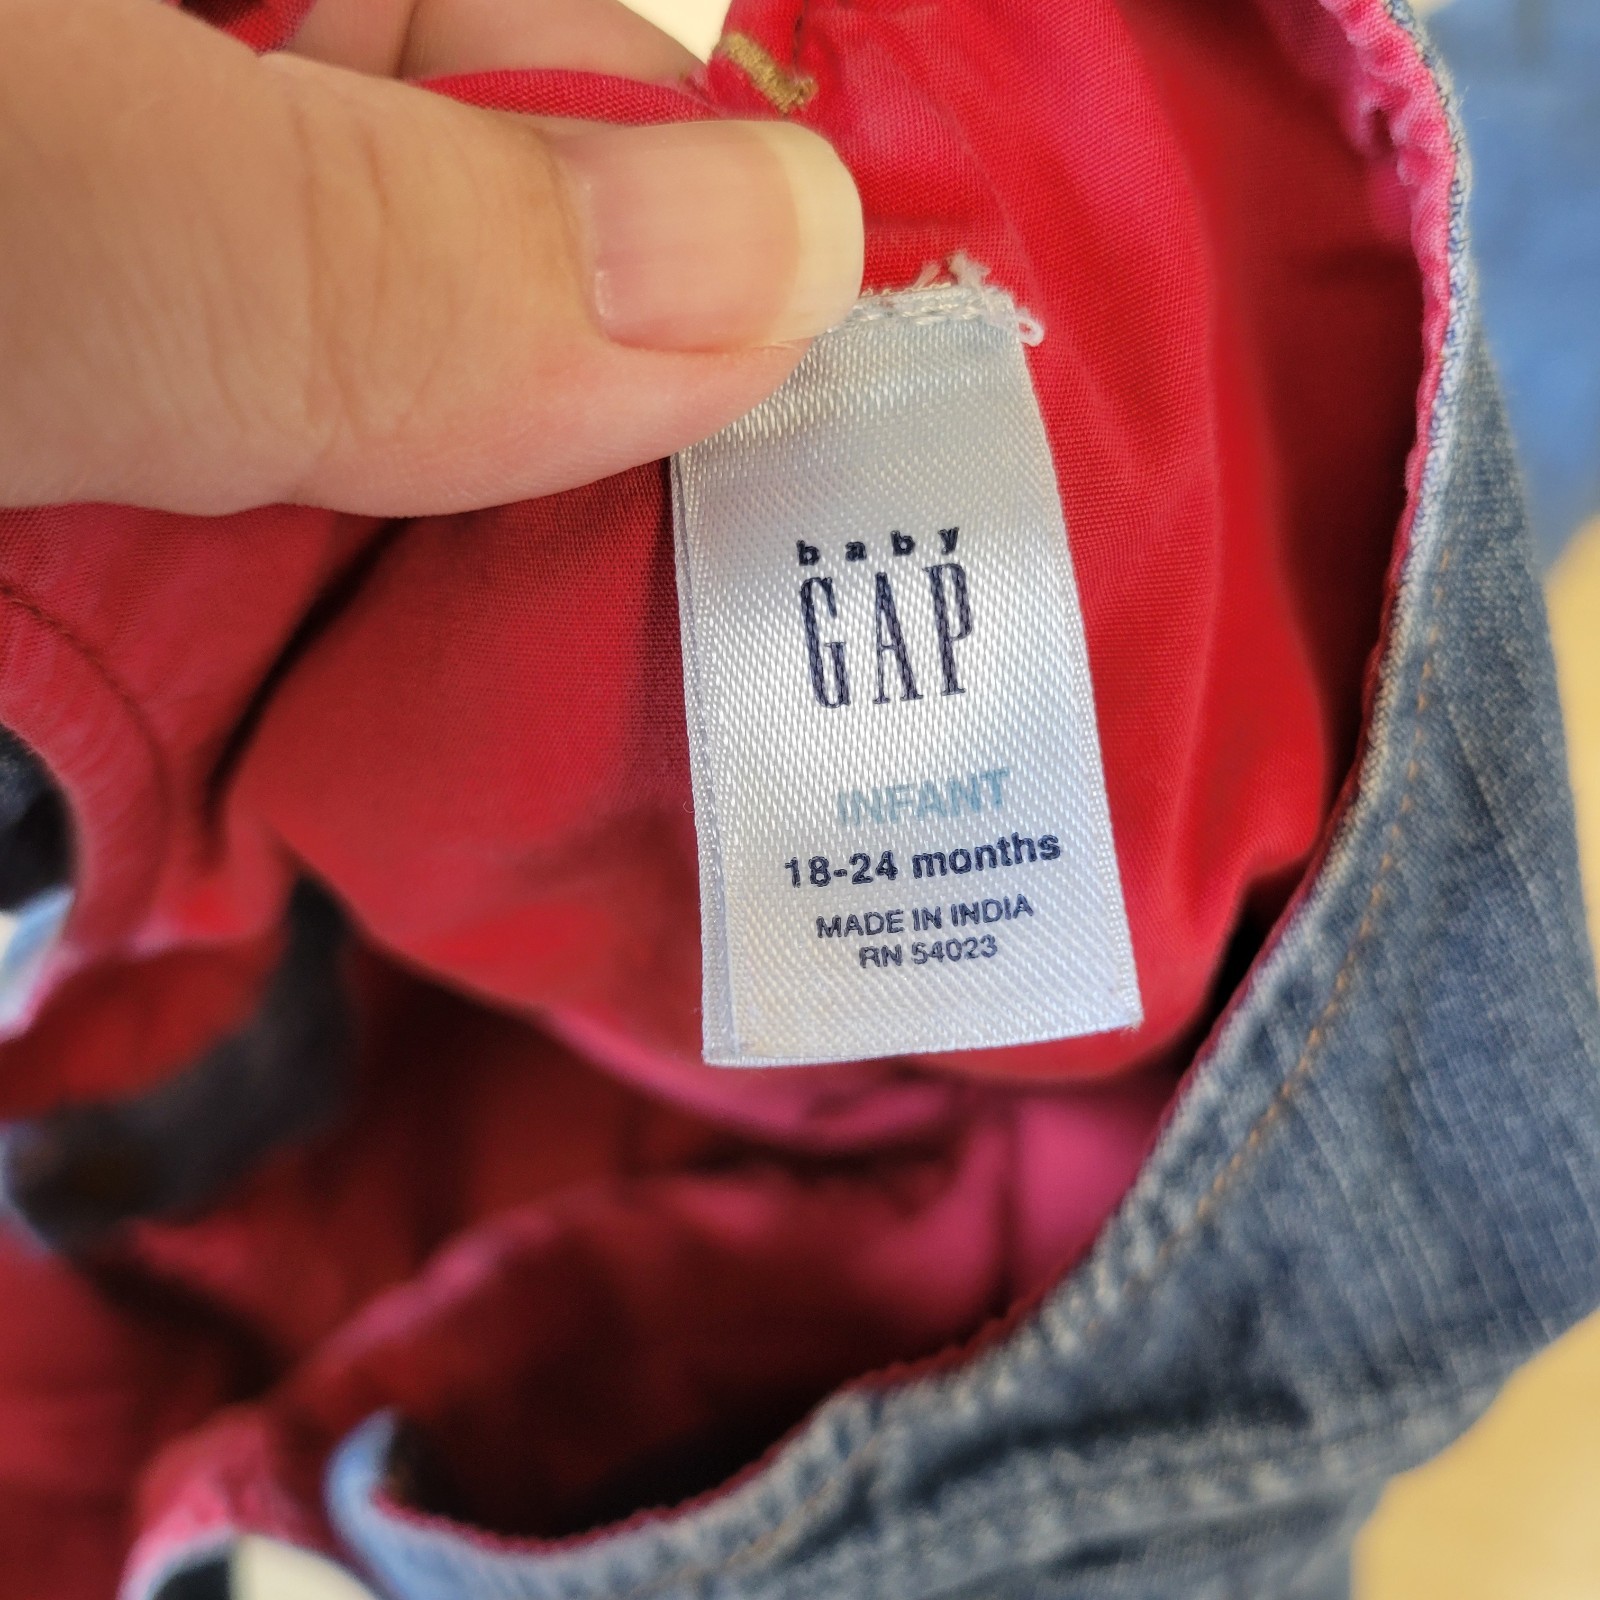 baby
GAP
INFANT
18-24 months
MADE IN INDIA
RN 54023